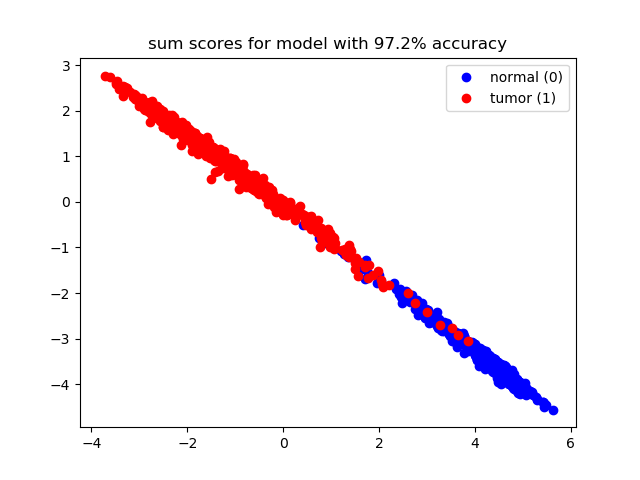 sum scores for model with 97.2% accuracy
normal (0)
tumor (1)
3
2
1
0
−1
−2
−3
−4
−4 −2 0 2 4 6